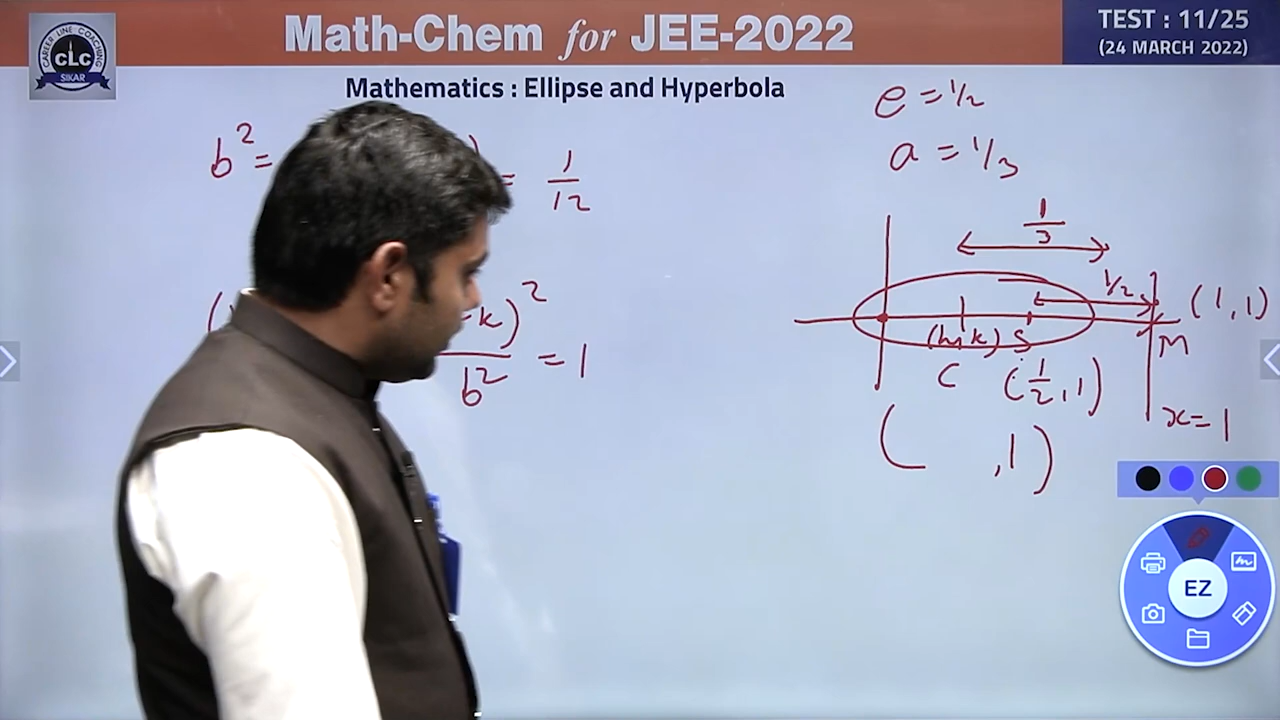 CAREER LINE COACHING
CLC
SIKAR
Math-Chem for JEE-2022
TEST : 11/25
(24 MARCH 2022)
Mathematics : Ellipse and Hyperbola
e = 1/2
a = 1/3
b² =
) = 1/12
1/3
1/2
(1,1)
(
-k)²
b²
= 1
(h,k) S
M
C
(1/2, 1)
x=1
( ,1)
EZ